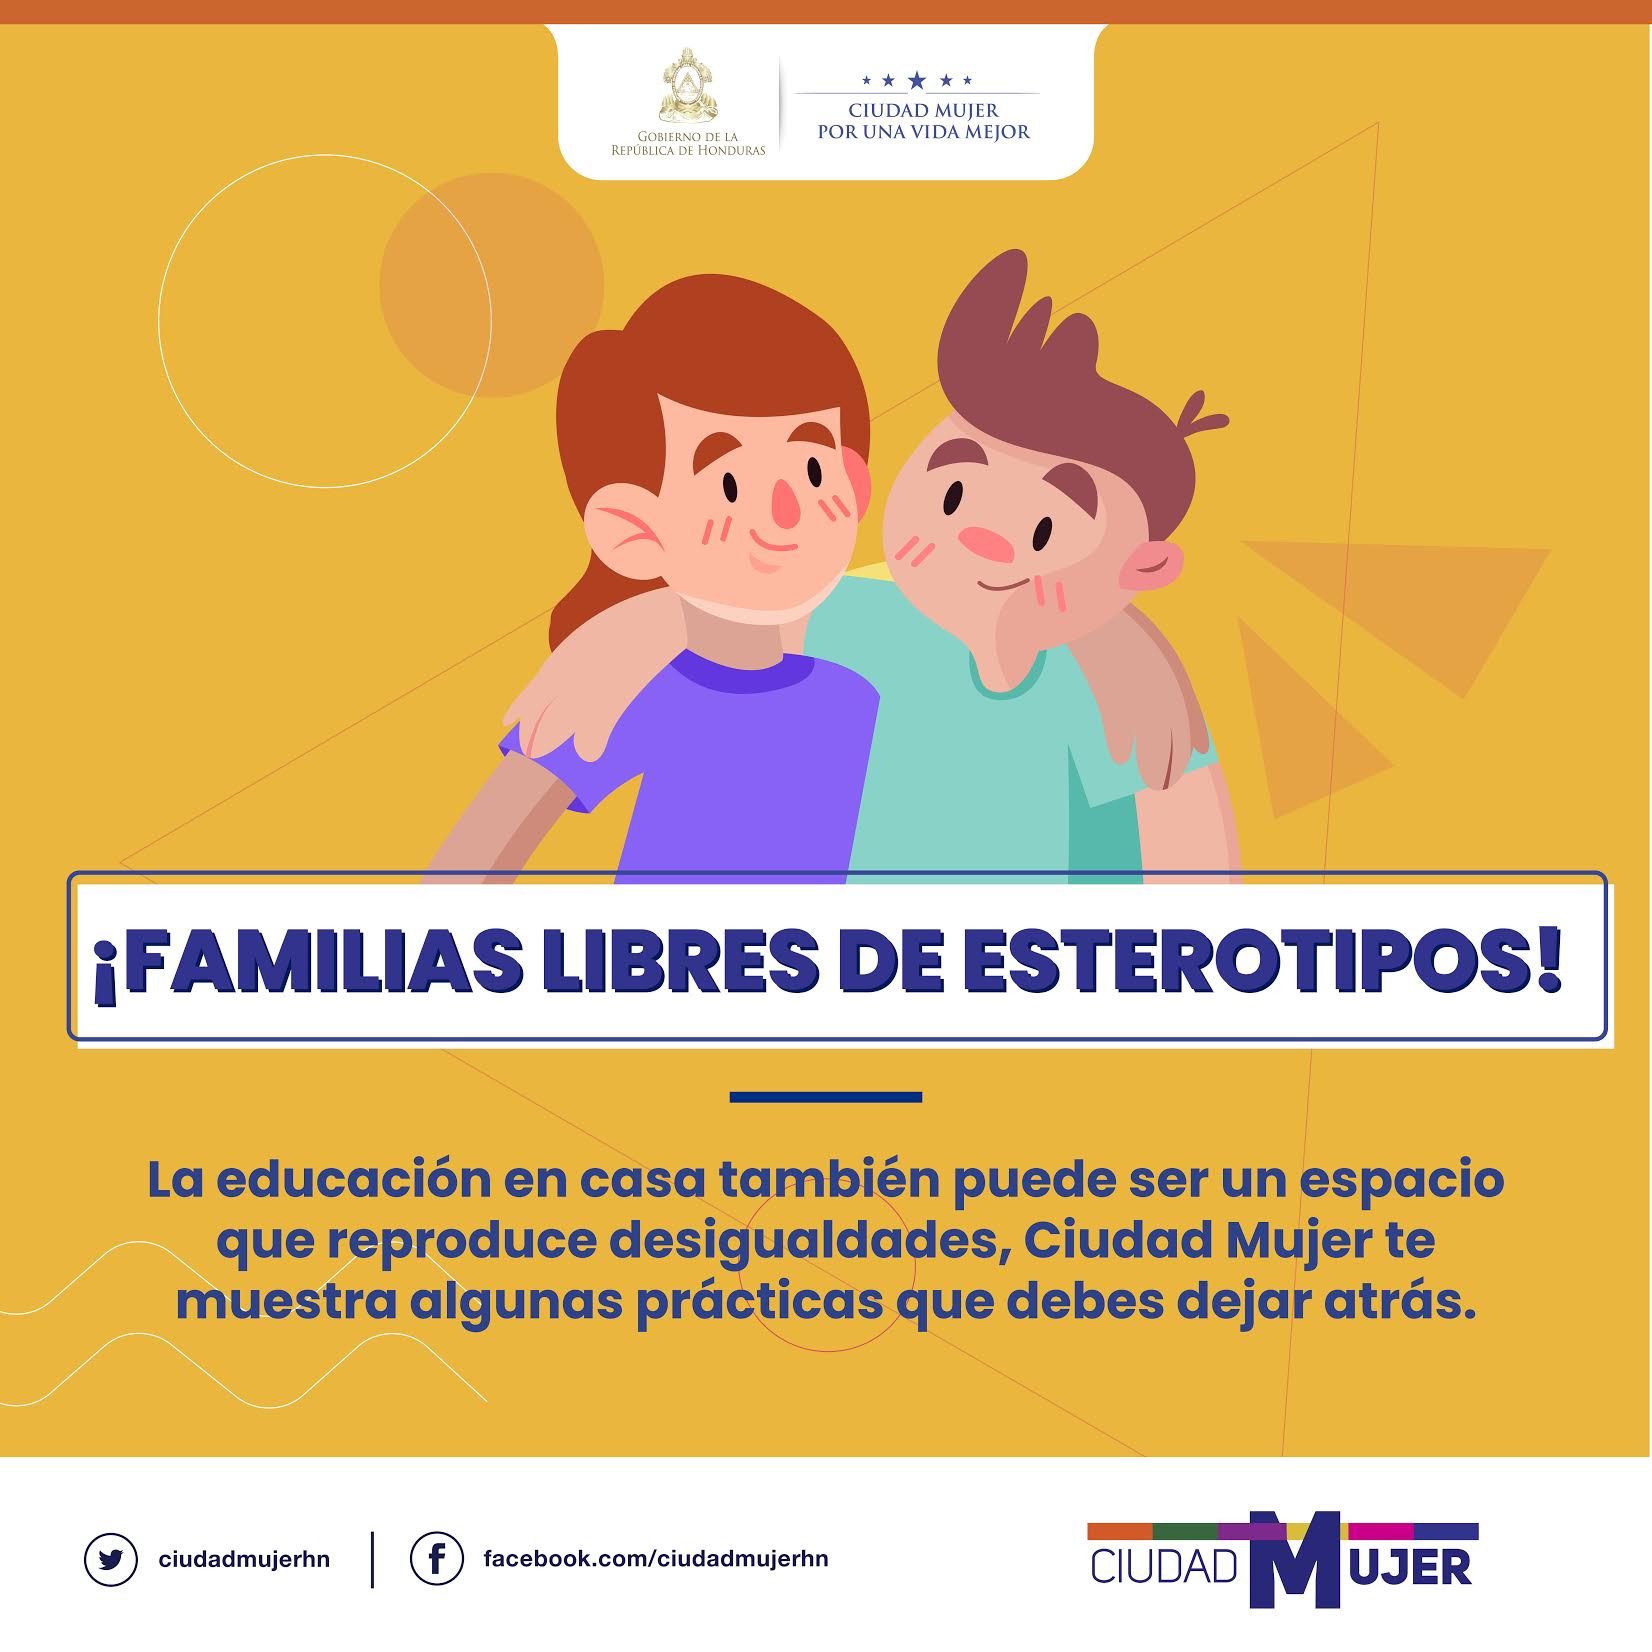 GOBIERNO DE LA
REPÚBLICA DE HONDURAS
CIUDAD MUJER
POR UNA VIDA MEJOR
¡FAMILIAS LIBRES DE ESTEROTIPOS!
La educación en casa también puede ser un espacio
que reproduce desigualdades, Ciudad Mujer te
muestra algunas prácticas que debes dejar atrás.
ciudadmujerhn
facebook.com/ciudadmujerhn
CIUDAD MUJER